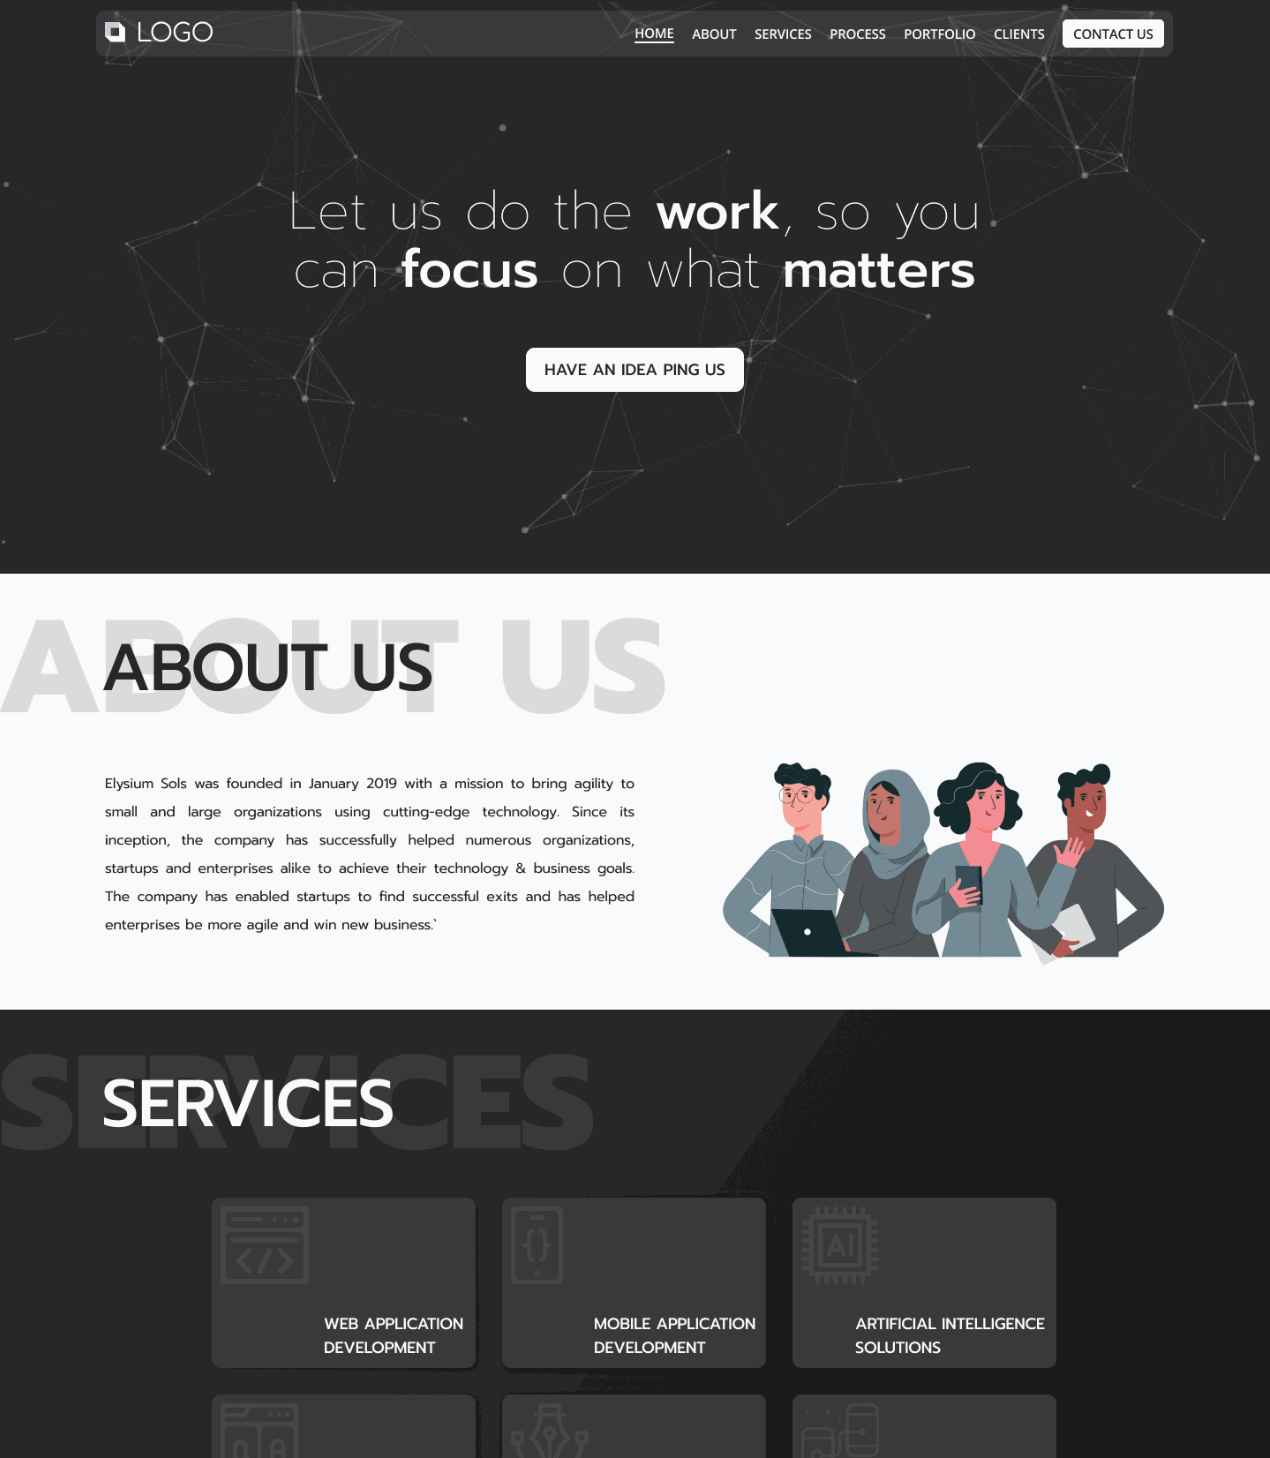 LOGO
HOME ABOUT SERVICES PROCESS PORTFOLIO CLIENTS CONTACT US
Let us do the work, so you
can focus on what matters
HAVE AN IDEA PING US
ABOUT US
ABOUT US
Elysium Sols was founded in January 2019 with a mission to bring agility to
small and large organizations using cutting-edge technology. Since its
inception, the company has successfully helped numerous organizations,
startups and enterprises alike to achieve their technology & business goals.
The company has enabled startups to find successful exits and has helped
enterprises be more agile and win new business.`
SERVICES
SERVICES
</>
{}
AI
WEB APPLICATION
DEVELOPMENT
MOBILE APPLICATION
DEVELOPMENT
ARTIFICIAL INTELLIGENCE
SOLUTIONS